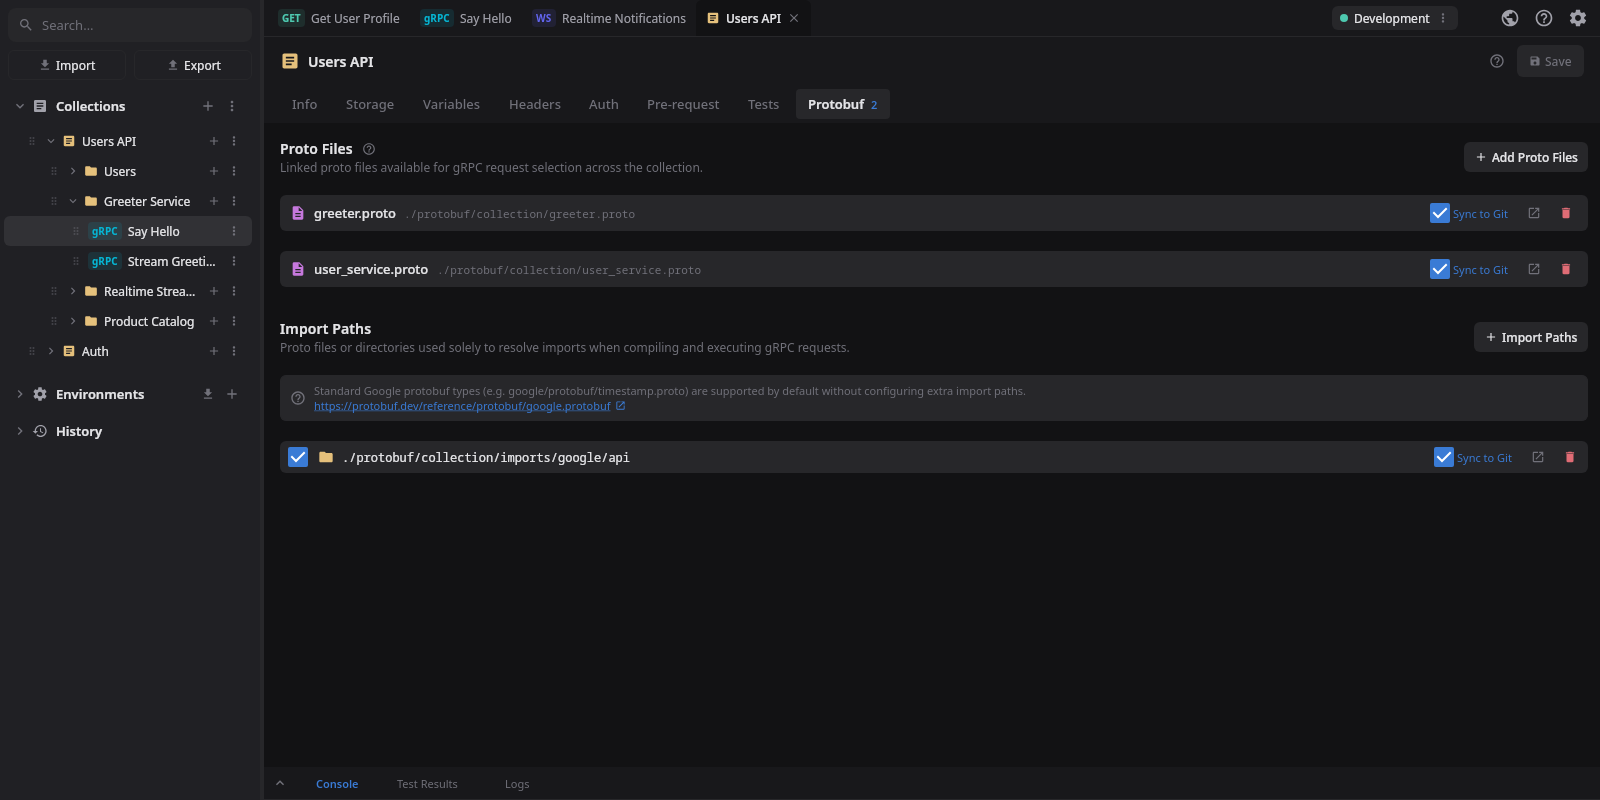 Search...
Import
Export
Collections
Users API
Users
Greeter Service
gRPC Say Hello
gRPC Stream Greeti...
Realtime Strea...
Product Catalog
Auth
Environments
History
GET Get User Profile
gRPC Say Hello
WS Realtime Notifications
Users API
Development
Users API
Save
Info
Storage
Variables
Headers
Auth
Pre-request
Tests
Protobuf 2
Proto Files
Linked proto files available for gRPC request selection across the collection.
Add Proto Files
greeter.proto ./protobuf/collection/greeter.proto
Sync to Git
user_service.proto ./protobuf/collection/user_service.proto
Sync to Git
Import Paths
Proto files or directories used solely to resolve imports when compiling and executing gRPC requests.
Import Paths
Standard Google protobuf types (e.g. google/protobuf/timestamp.proto) are supported by default without configuring extra import paths.
https://protobuf.dev/reference/protobuf/google.protobuf
./protobuf/collection/imports/google/api
Sync to Git
Console
Test Results
Logs